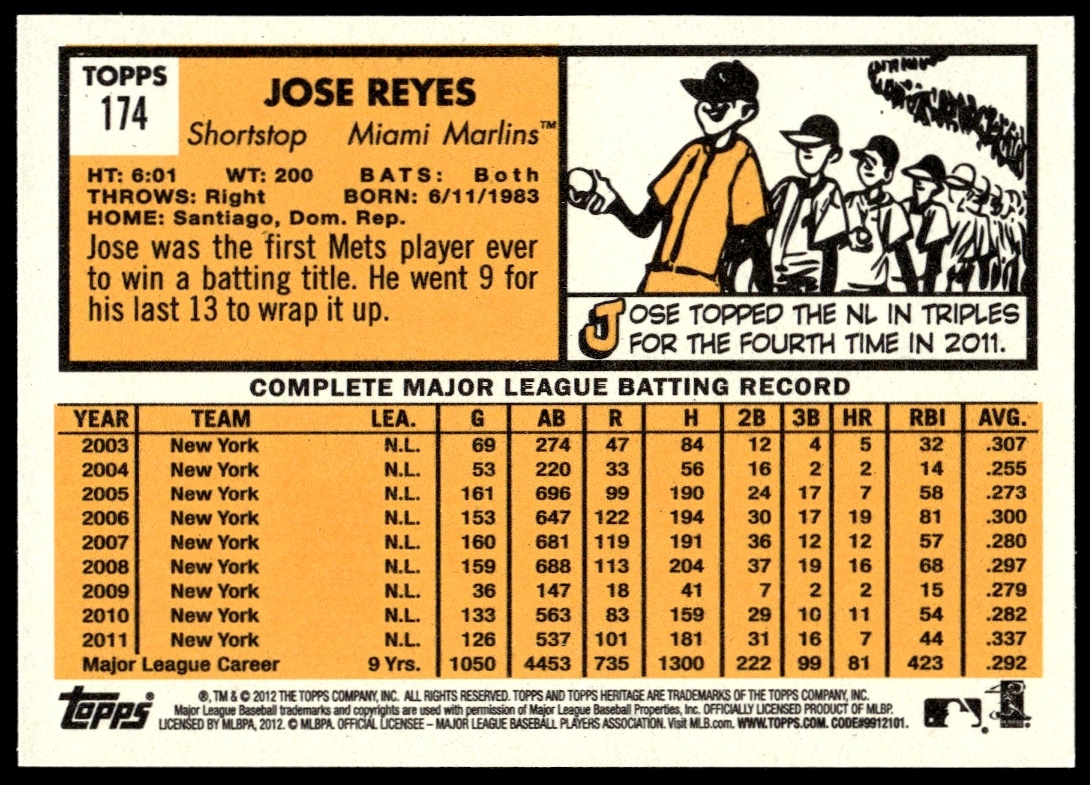 TOPPS
174
JOSE REYES
Shortstop Miami Marlins™
HT: 6:01 WT: 200 BATS: Both
THROWS: Right BORN: 6/11/1983
HOME: Santiago, Dom. Rep.
Jose was the first Mets player ever
to win a batting title. He went 9 for
his last 13 to wrap it up.
JOSE TOPPED THE NL IN TRIPLES
FOR THE FOURTH TIME IN 2011.
COMPLETE MAJOR LEAGUE BATTING RECORD
YEAR TEAM LEA. G AB R H 2B 3B HR RBI AVG.
2003 New York N.L. 69 274 47 84 12 4 5 32 .307
2004 New York N.L. 53 220 33 56 16 2 2 14 .255
2005 New York N.L. 161 696 99 190 24 17 7 58 .273
2006 New York N.L. 153 647 122 194 30 17 19 81 .300
2007 New York N.L. 160 681 119 191 36 12 12 57 .280
2008 New York N.L. 159 688 113 204 37 19 16 68 .297
2009 New York N.L. 36 147 18 41 7 2 2 15 .279
2010 New York N.L. 133 563 83 159 29 10 11 54 .282
2011 New York N.L. 126 537 101 181 31 16 7 44 .337
Major League Career 9 Yrs. 1050 4453 735 1300 222 99 81 423 .292
Topps®
®, TM & © 2012 THE TOPPS COMPANY, INC. ALL RIGHTS RESERVED. TOPPS AND TOPPS HERITAGE ARE TRADEMARKS OF THE TOPPS COMPANY, INC.
Major League Baseball trademarks and copyrights are used with permission of Major League Baseball Properties, Inc. OFFICIALLY LICENSED PRODUCT OF MLBP.
LICENSED BY MLBPA, 2012. © MLBPA. OFFICIAL LICENSEE – MAJOR LEAGUE BASEBALL PLAYERS ASSOCIATION. Visit MLB.com. WWW.TOPPS.COM. CODE#9912101.